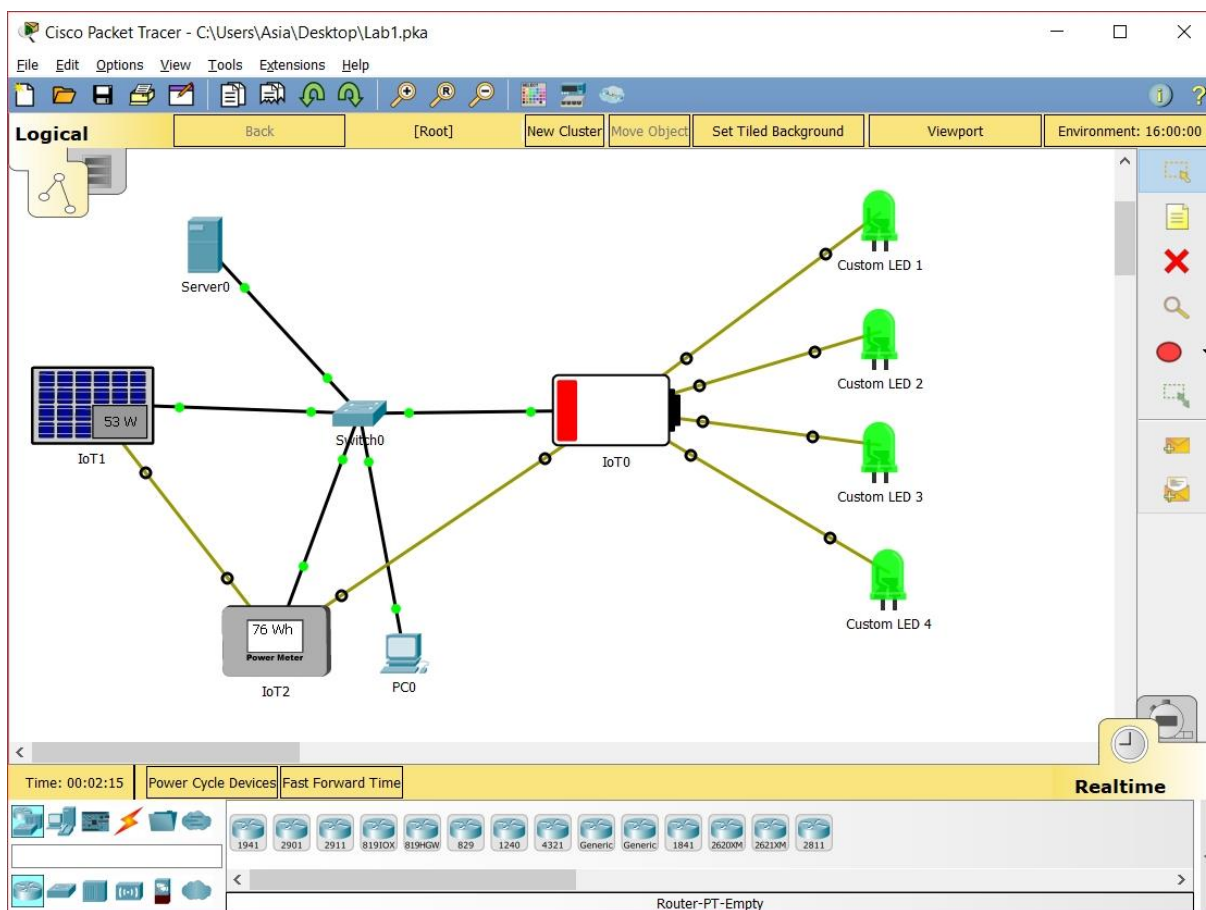 Cisco Packet Tracer - C:\Users\Asia\Desktop\Lab1.pka
File Edit Options View Tools Extensions Help
Logical Back [Root] New Cluster Move Object Set Tiled Background Viewport Environment: 16:00:00
Custom LED 1
Server0
Custom LED 2
53 W
Switch0
IoT1
IoT0
Custom LED 3
76 Wh
Power Meter
Custom LED 4
IoT2
PC0
Time: 00:02:15 Power Cycle Devices Fast Forward Time Realtime
1941 2901 2911 819IOX 819HGW 829 1240 4321 Generic Generic 1841 2620XM 2621XM 2811
Router-PT-Empty